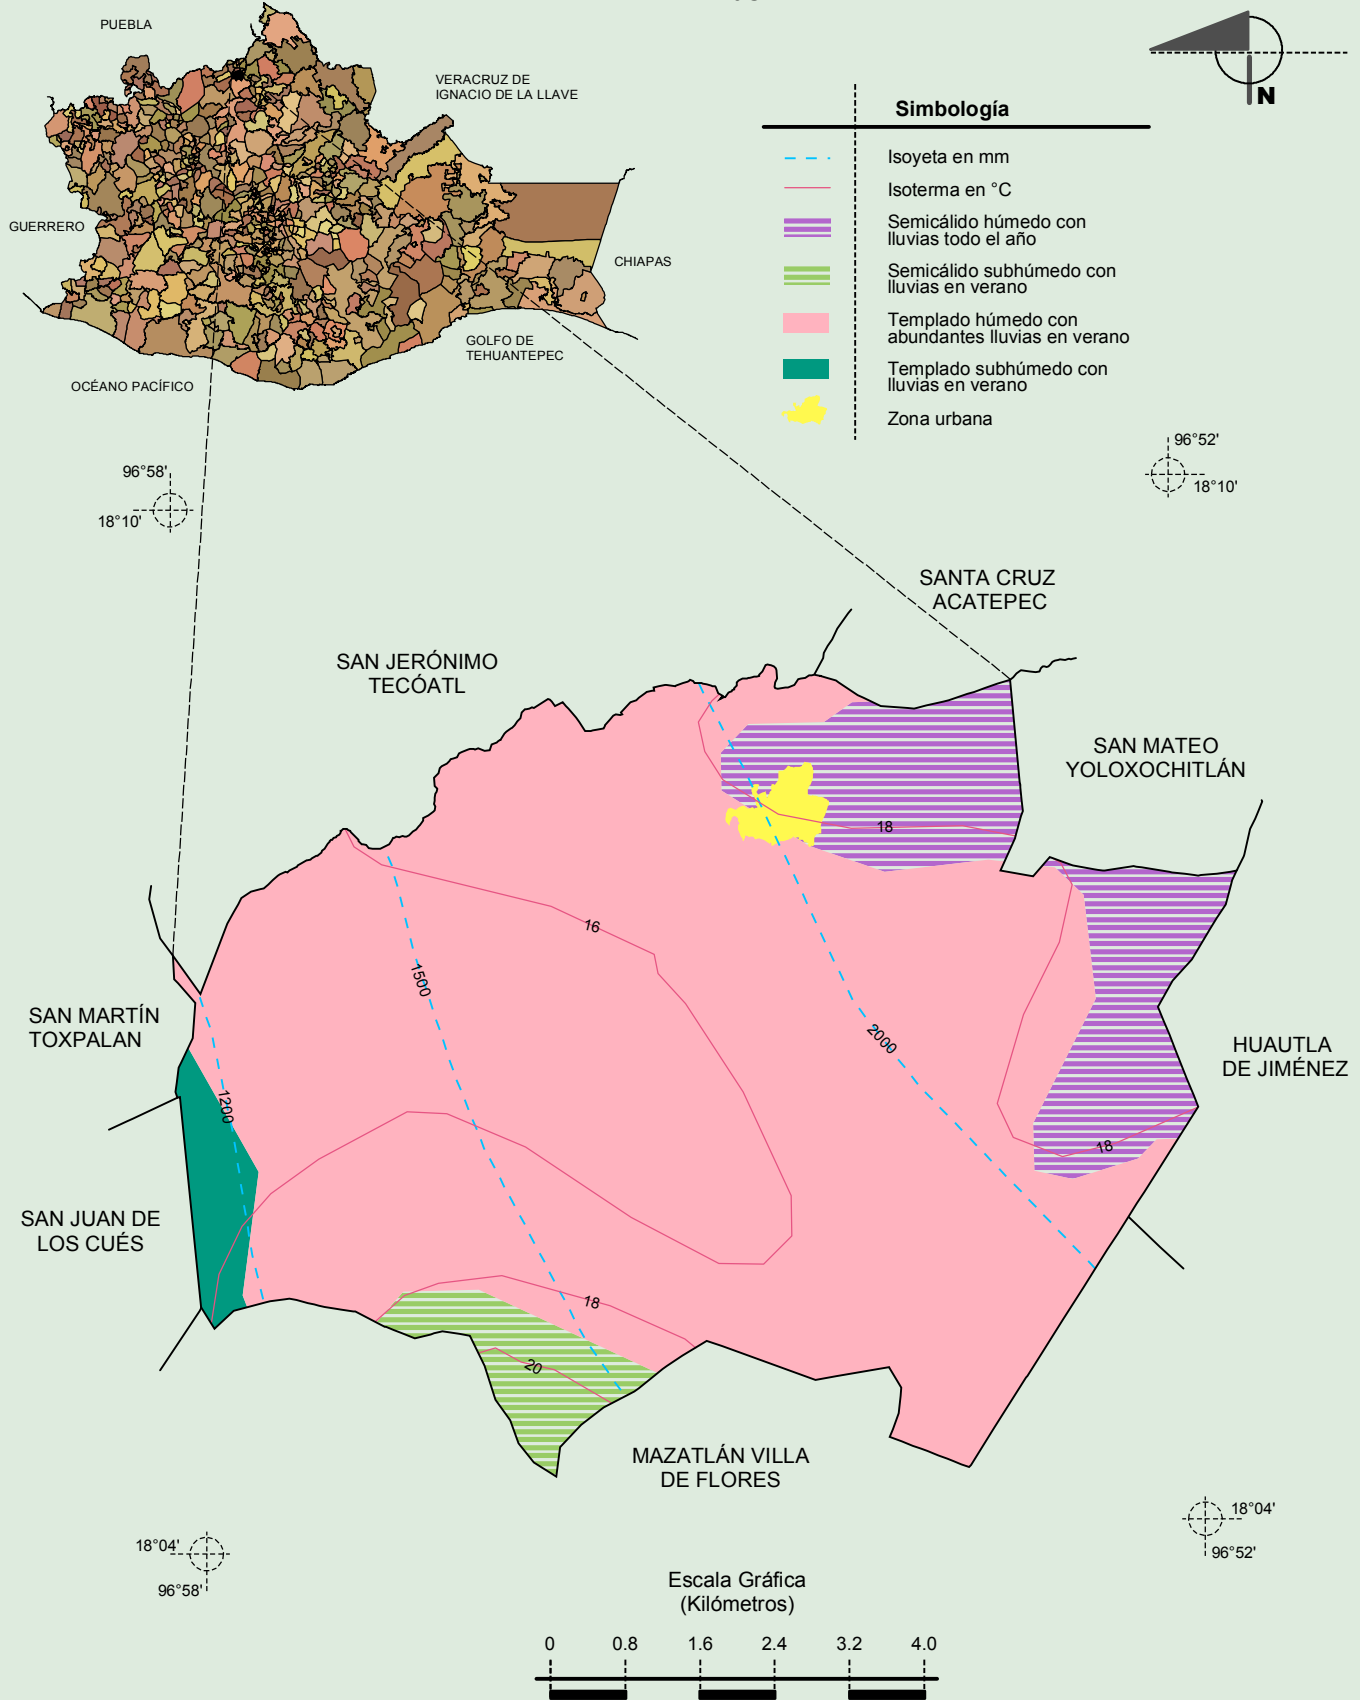 PUEBLA
VERACRUZ DE
IGNACIO DE LA LLAVE
GUERRERO
CHIAPAS
GOLFO DE
TEHUANTEPEC
OCÉANO PACÍFICO
N
Simbología
Isoyeta en mm
Isoterma en °C
Semicálido húmedo con
lluvias todo el año
Semicálido subhúmedo con
lluvias en verano
Templado húmedo con
abundantes lluvias en verano
Templado subhúmedo con
lluvias en verano
Zona urbana
96°58'
18°10'
96°52'
18°10'
SANTA CRUZ
ACATEPEC
SAN JERÓNIMO
TECÓATL
SAN MATEO
YOLOXOCHITLÁN
18
16
1500
2000
SAN MARTÍN
TOXPALAN
HUAUTLA
DE JIMÉNEZ
1200
18
SAN JUAN DE
LOS CUÉS
18
20
MAZATLÁN VILLA
DE FLORES
18°04'
96°58'
18°04'
96°52'
Escala Gráfica
(Kilómetros)
0 0.8 1.6 2.4 3.2 4.0